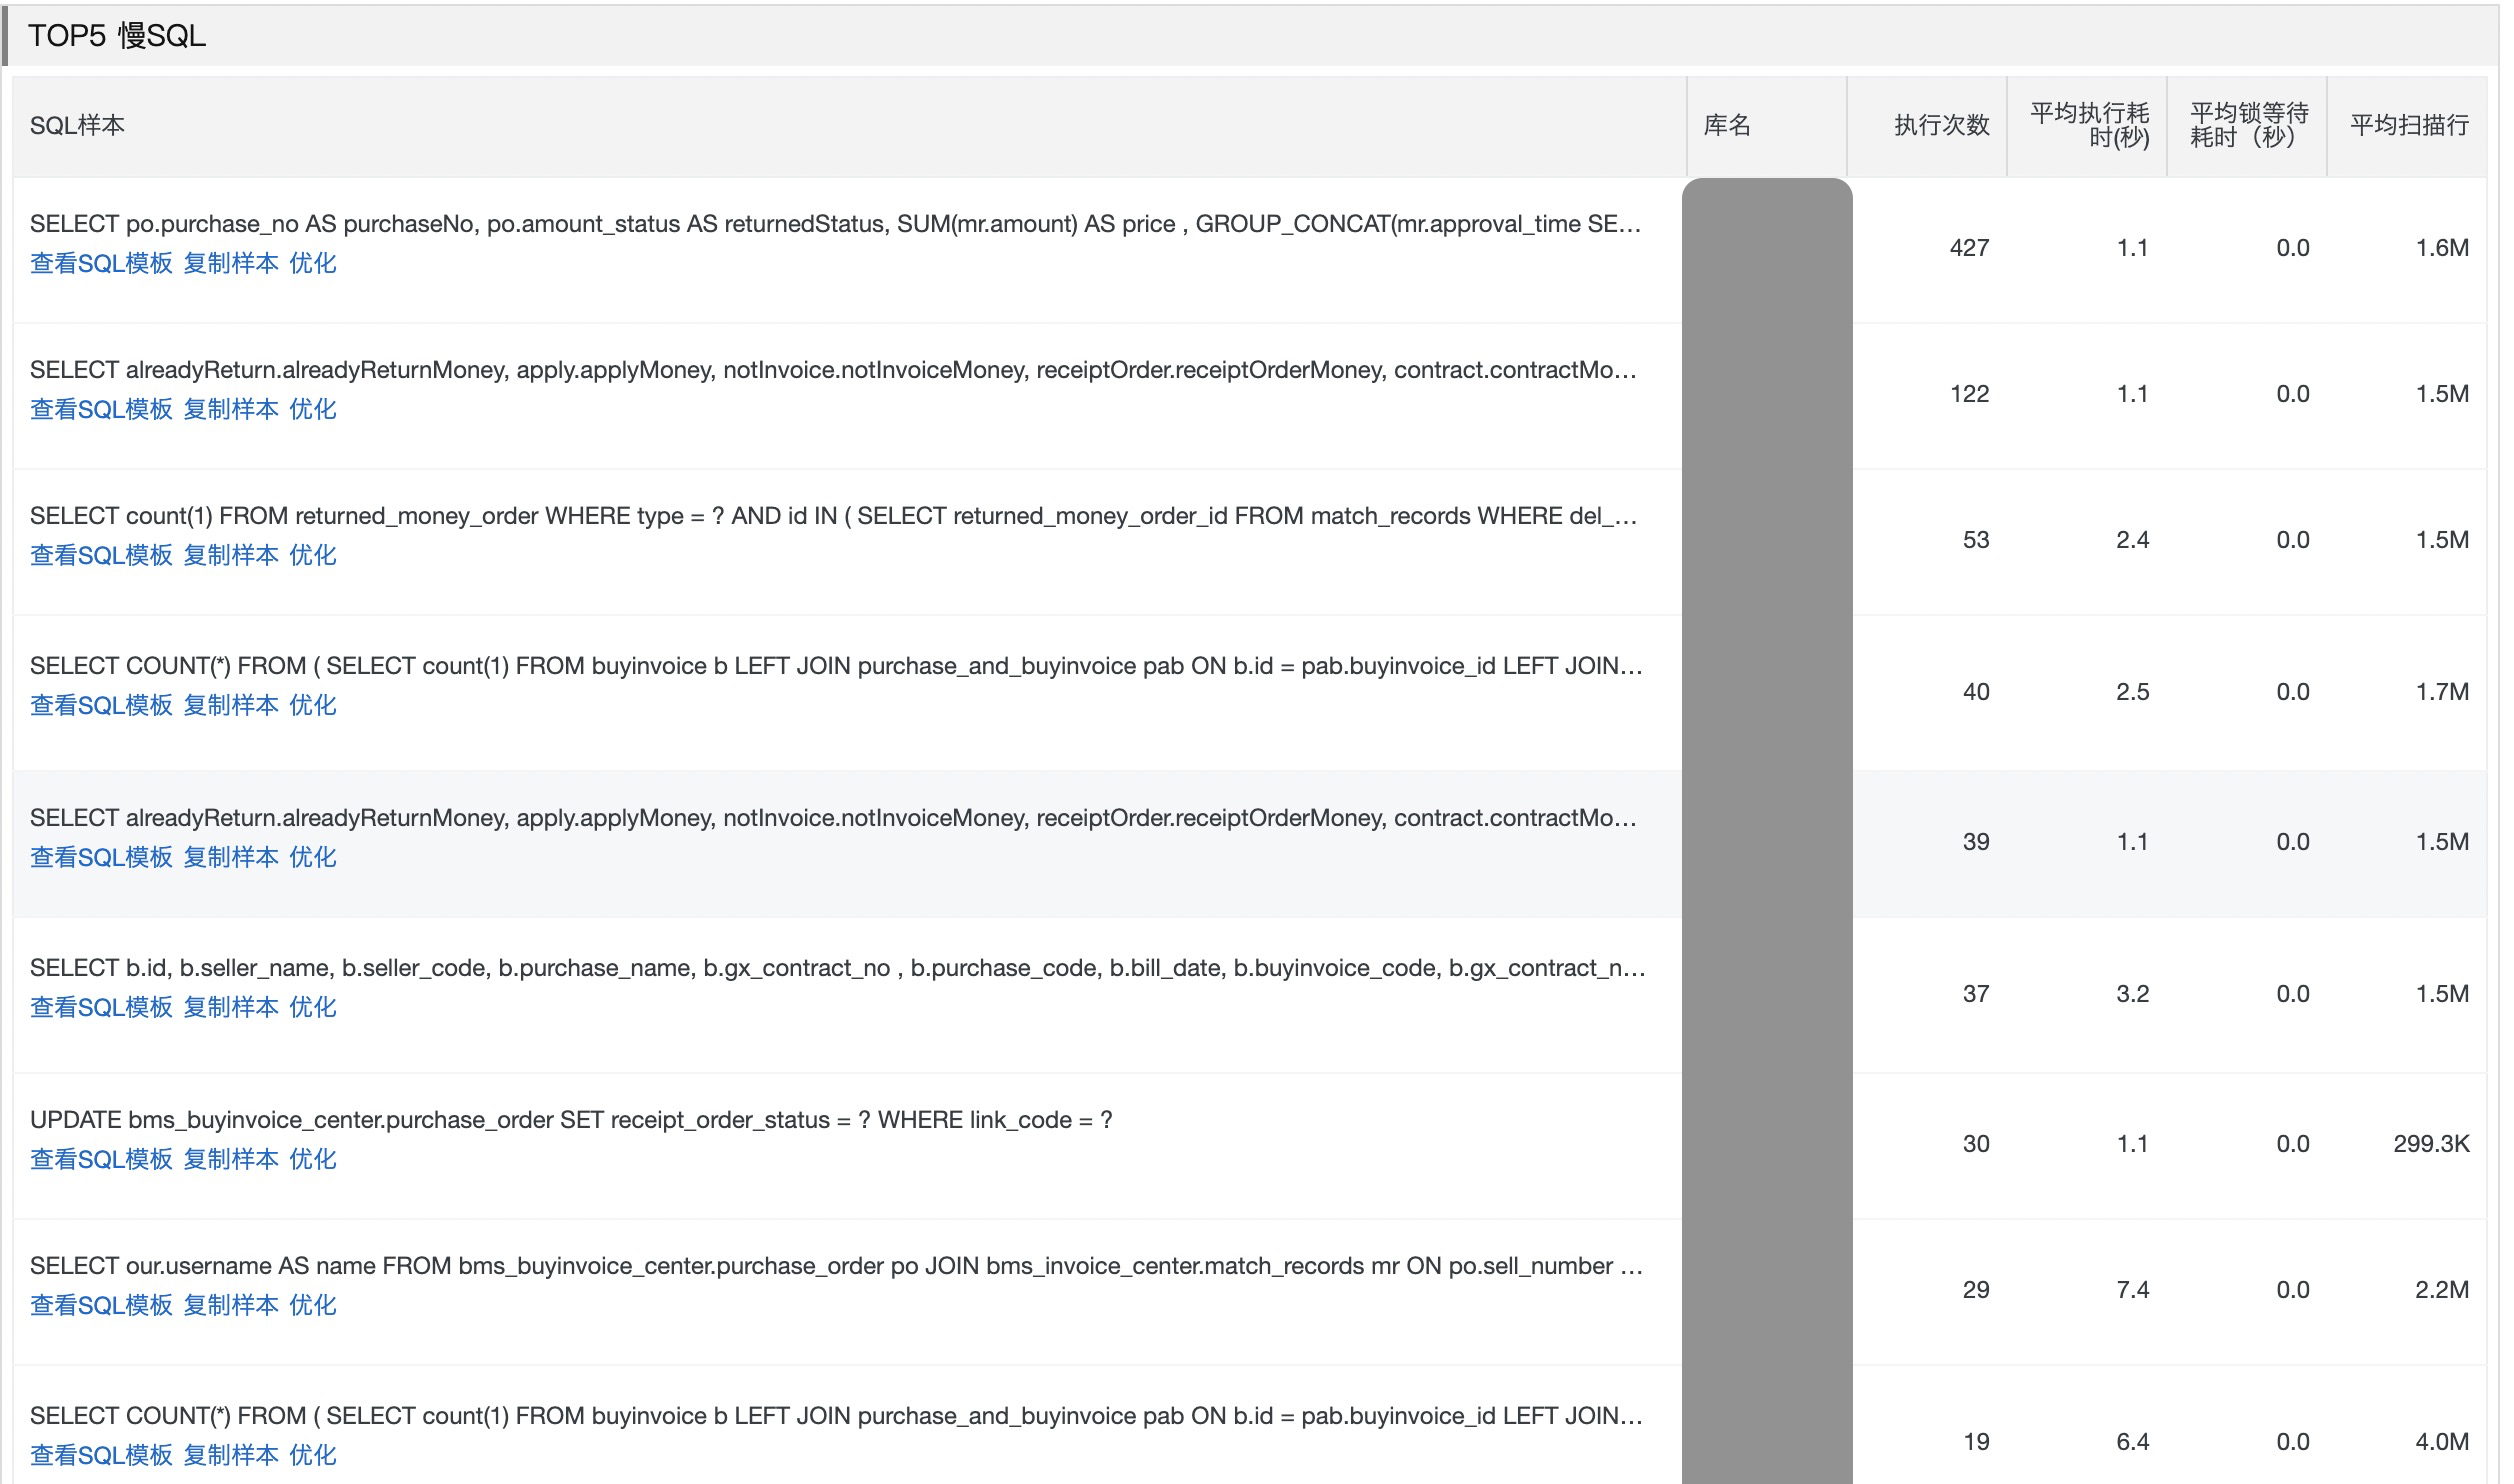 TOP5 慢SQL
SQL样本 库名 执行次数 平均执行耗时(秒) 平均锁等待耗时（秒） 平均扫描行
SELECT po.purchase_no AS purchaseNo, po.amount_status AS returnedStatus, SUM(mr.amount) AS price , GROUP_CONCAT(mr.approval_time SE...
查看SQL模板 复制样本 优化
427 1.1 0.0 1.6M
SELECT alreadyReturn.alreadyReturnMoney, apply.applyMoney, notInvoice.notInvoiceMoney, receiptOrder.receiptOrderMoney, contract.contractMo...
查看SQL模板 复制样本 优化
122 1.1 0.0 1.5M
SELECT count(1) FROM returned_money_order WHERE type = ? AND id IN ( SELECT returned_money_order_id FROM match_records WHERE del_...
查看SQL模板 复制样本 优化
53 2.4 0.0 1.5M
SELECT COUNT(*) FROM ( SELECT count(1) FROM buyinvoice b LEFT JOIN purchase_and_buyinvoice pab ON b.id = pab.buyinvoice_id LEFT JOIN...
查看SQL模板 复制样本 优化
40 2.5 0.0 1.7M
SELECT alreadyReturn.alreadyReturnMoney, apply.applyMoney, notInvoice.notInvoiceMoney, receiptOrder.receiptOrderMoney, contract.contractMo...
查看SQL模板 复制样本 优化
39 1.1 0.0 1.5M
SELECT b.id, b.seller_name, b.seller_code, b.purchase_name, b.gx_contract_no , b.purchase_code, b.bill_date, b.buyinvoice_code, b.gx_contract_n...
查看SQL模板 复制样本 优化
37 3.2 0.0 1.5M
UPDATE bms_buyinvoice_center.purchase_order SET receipt_order_status = ? WHERE link_code = ?
查看SQL模板 复制样本 优化
30 1.1 0.0 299.3K
SELECT our.username AS name FROM bms_buyinvoice_center.purchase_order po JOIN bms_invoice_center.match_records mr ON po.sell_number ...
查看SQL模板 复制样本 优化
29 7.4 0.0 2.2M
SELECT COUNT(*) FROM ( SELECT count(1) FROM buyinvoice b LEFT JOIN purchase_and_buyinvoice pab ON b.id = pab.buyinvoice_id LEFT JOIN...
查看SQL模板 复制样本 优化
19 6.4 0.0 4.0M